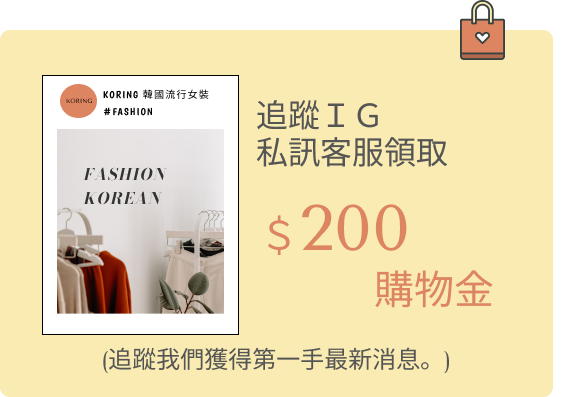 KORING
KORING 韓國流行女裝
#FASHION
FASHION
KOREAN
追蹤ＩＧ
私訊客服領取
$200
購物金
(追蹤我們獲得第一手最新消息。)